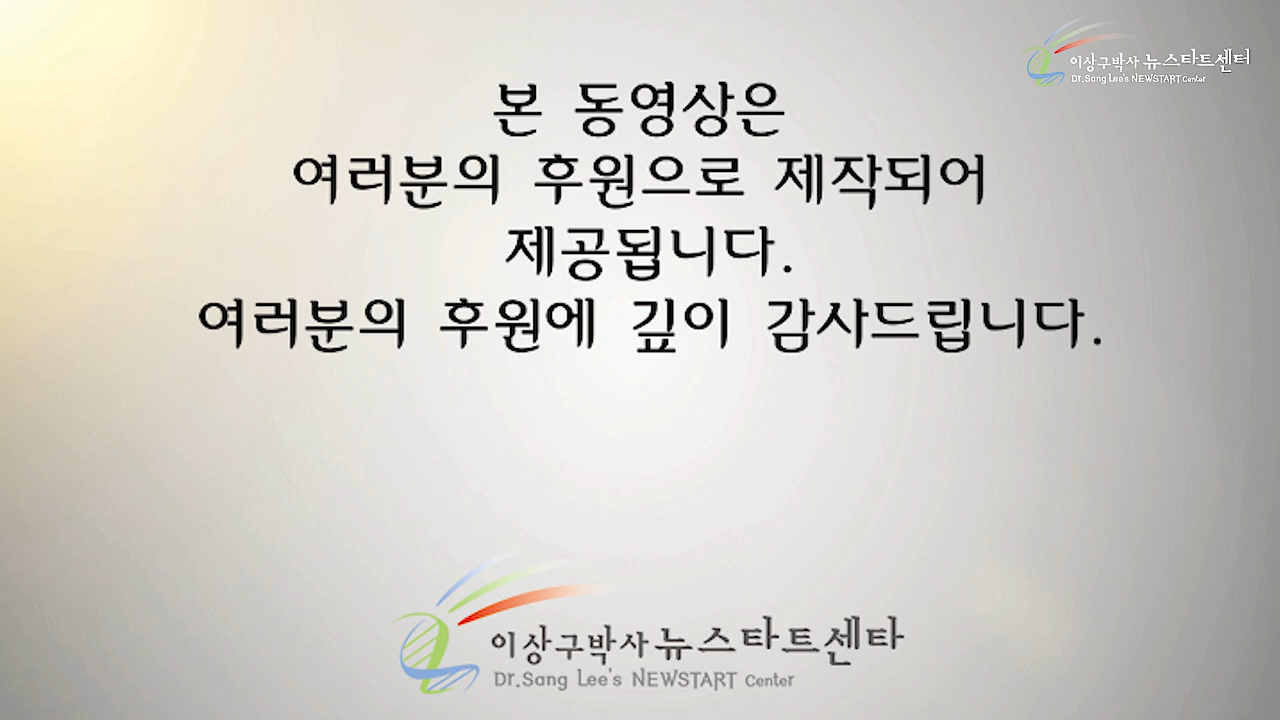 이상구박사 뉴스타트센터
Dr.Sang Lee's NEWSTART Center
본 동영상은
여러분의 후원으로 제작되어
제공됩니다.
여러분의 후원에 깊이 감사드립니다.
이상구박사 뉴스타트센타
Dr.Sang Lee's NEWSTART Center